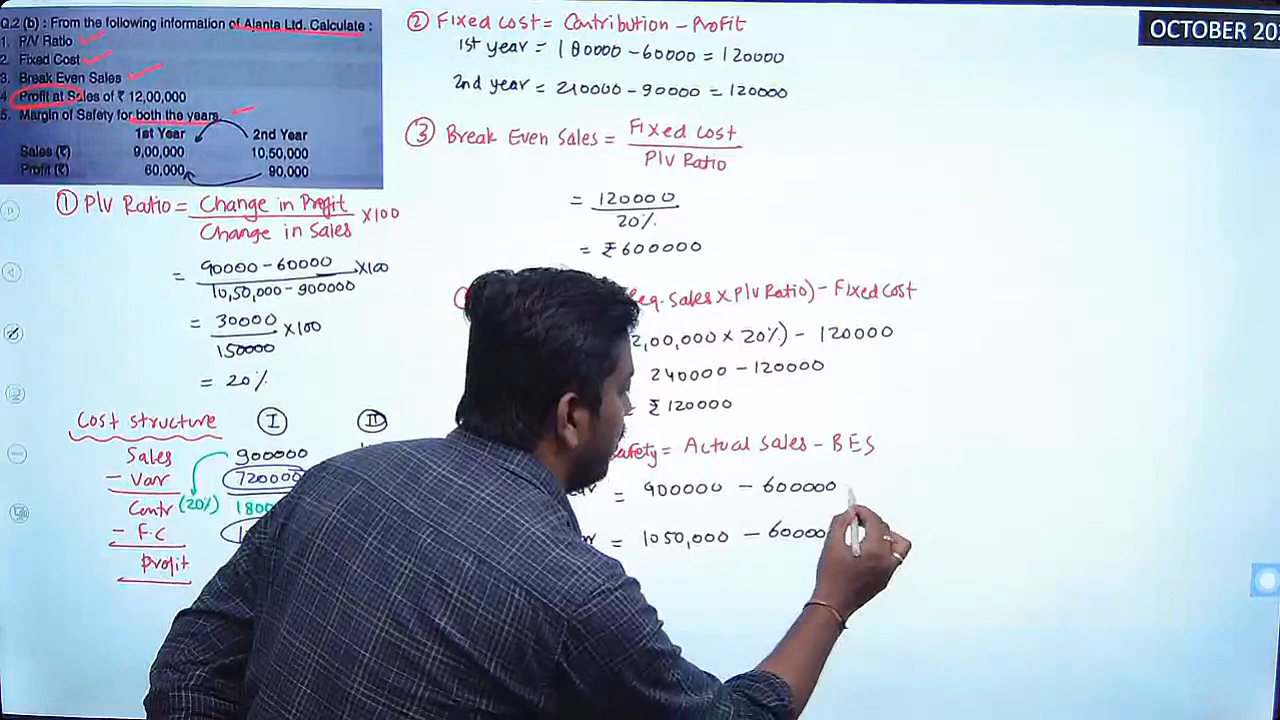 Q.2 (b) : From the following information of Ajanta Ltd. Calculate :
1. P/V Ratio
2. Fixed Cost
3. Break Even Sales
4. Profit at Sales of ₹ 12,00,000
5. Margin of Safety for both the years.
1st Year 2nd Year
Sales (₹) 9,00,000 10,50,000
Profit (₹) 60,000 90,000
① P/V Ratio = Change in Profit / Change in Sales X100
= 90000 - 60000 / 10,50,000 - 900000 X100
= 30000 / 150000 X100
= 20%
Cost structure Ⅰ Ⅱ
Sales 900000
- Var 720000
Contr (20%) 1800
- F.C
Profit
② Fixed Cost = Contribution - Profit
1st year = 180000 - 60000 = 120000
2nd year = 210000 - 90000 = 120000
③ Break Even Sales = Fixed Cost / P/V Ratio
= 120000 / 20%
= ₹600000
eq. Sales X P/V Ratio) - Fixed Cost
2,00,000 X 20%) - 120000
240000 - 120000
= ₹120000
afety = Actual Sales - BES
= 900000 - 600000
= 1050,000 - 60000
OCTOBER 202